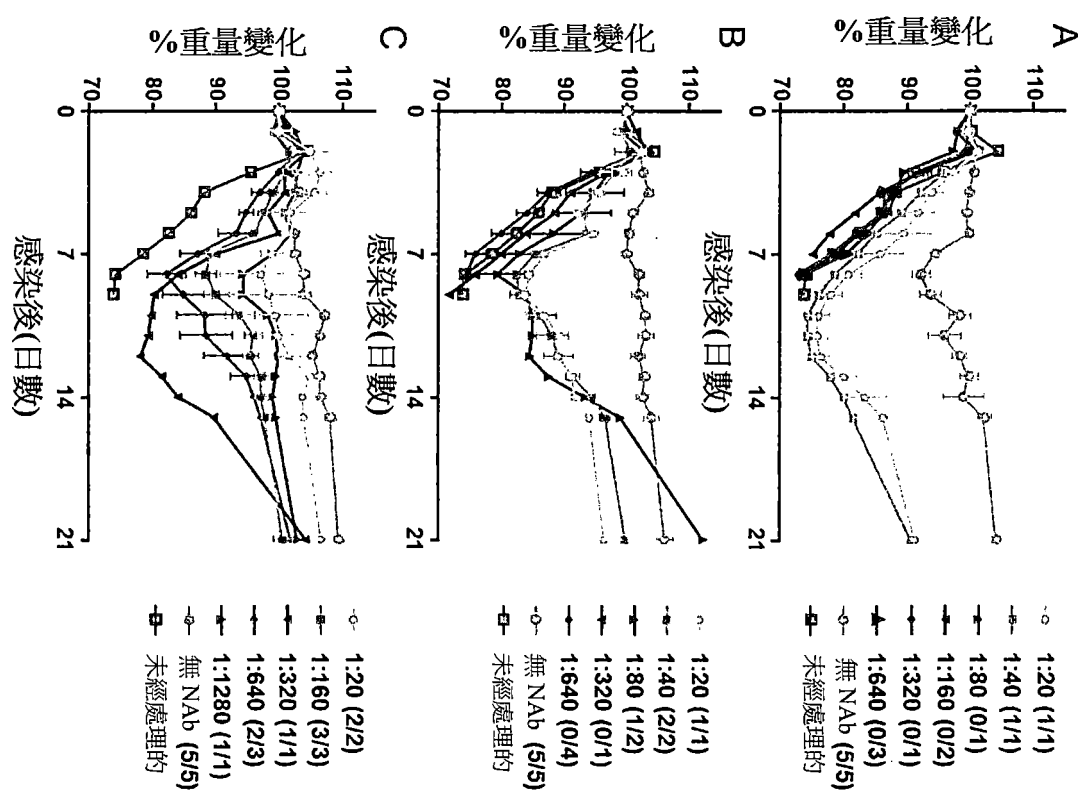 A
%重量變化
110
100
90
80
70
0 7 14 21
感染後(日數)
1:20 (1/1)
1:40 (1/1)
1:80 (0/1)
1:160 (0/2)
1:320 (0/1)
1:640 (0/3)
無 NAb (5/5)
未經處理的
B
%重量變化
110
100
90
80
70
0 7 14 21
感染後(日數)
1:20 (1/1)
1:40 (2/2)
1:80 (1/2)
1:320 (0/1)
1:640 (0/4)
無 NAb (5/5)
未經處理的
C
%重量變化
110
100
90
80
70
0 7 14 21
感染後(日數)
1:20 (2/2)
1:160 (3/3)
1:320 (1/1)
1:640 (2/3)
1:1280 (1/1)
無 NAb (5/5)
未經處理的